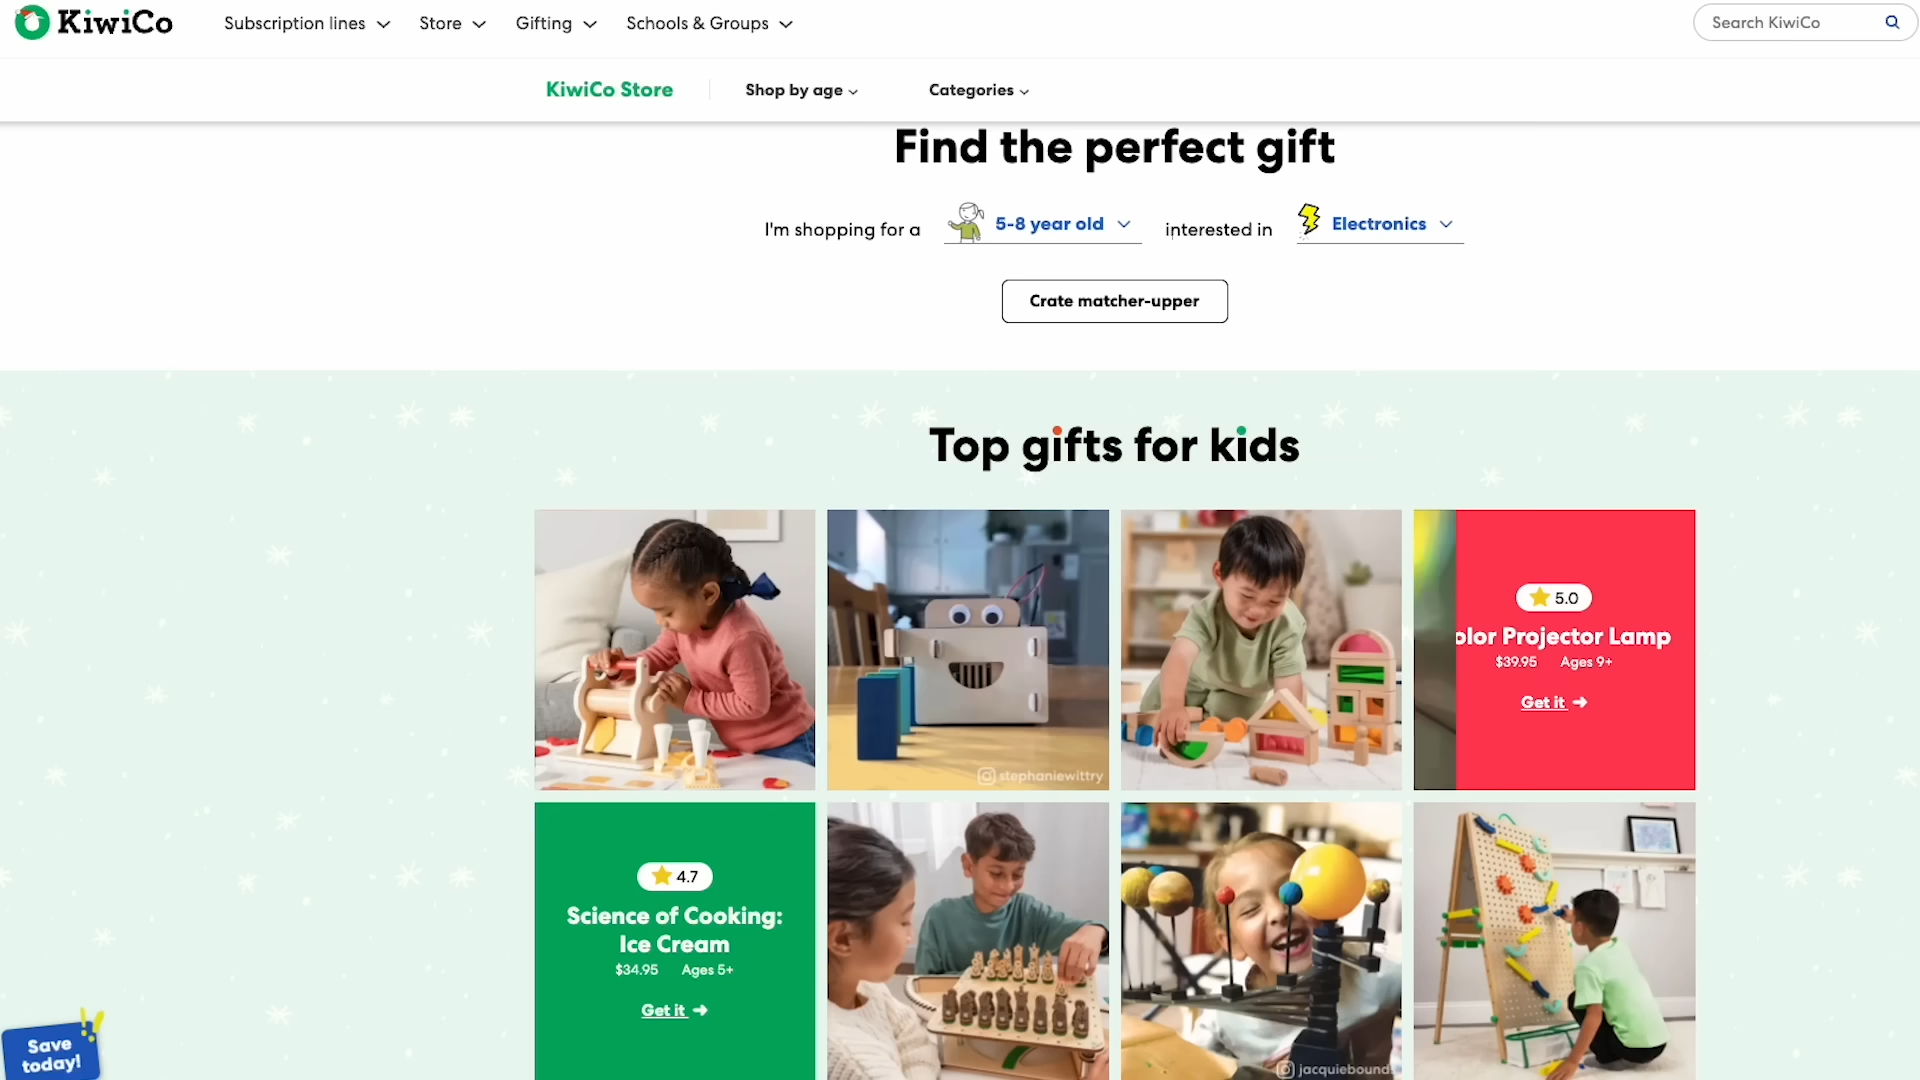 KiwiCo
Subscription lines
Store
Gifting
Schools & Groups
Search KiwiCo
KiwiCo Store
Shop by age
Categories
Find the perfect gift
I'm shopping for a 5-8 year old interested in Electronics
Crate matcher-upper
Top gifts for kids
stephaniewittry
5.0
olor Projector Lamp
$39.95 Ages 9+
Get it
4.7
Science of Cooking:
Ice Cream
$34.95 Ages 5+
Get it
jacquiebound
Save
today!